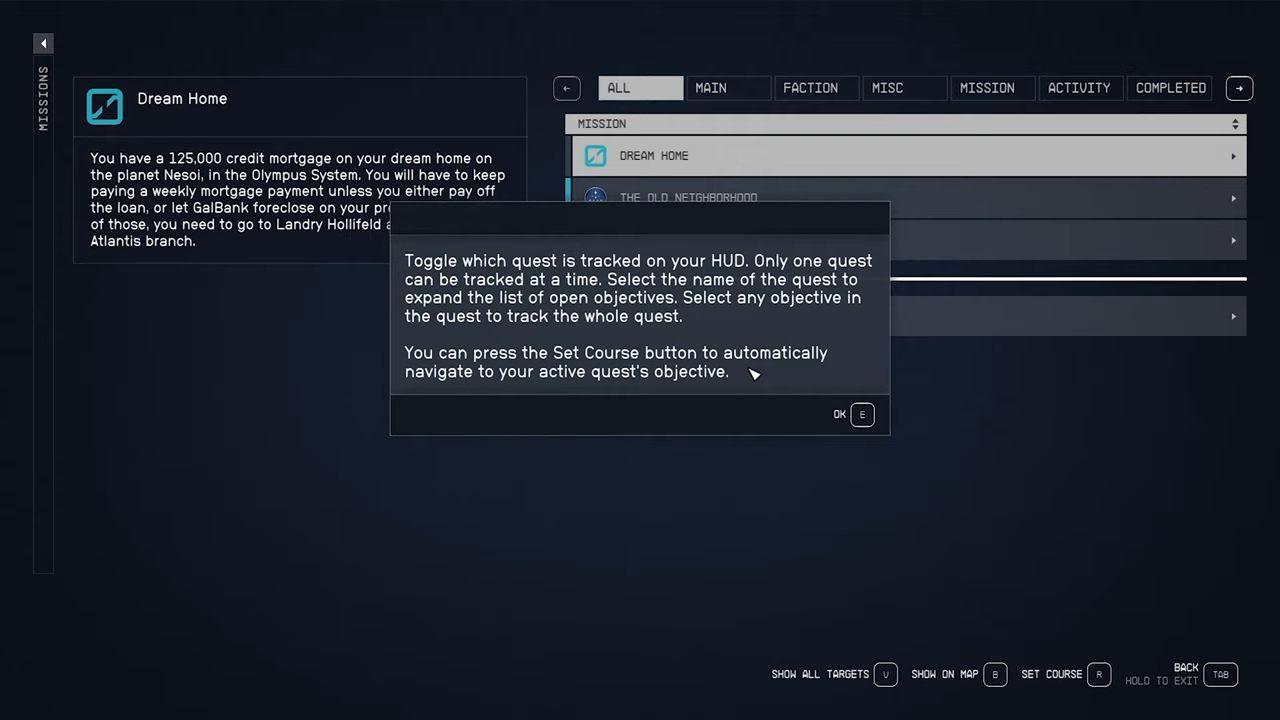 MISSIONS
Dream Home
You have a 125,000 credit mortgage on your dream home on
the planet Nesoi, in the Olympus System. You will have to keep
paying a weekly mortgage payment unless you either pay off
the loan, or let GalBank foreclose on your pr
of those, you need to go to Landry Hollifeld a
Atlantis branch.
ALL MAIN FACTION MISC MISSION ACTIVITY COMPLETED
MISSION
DREAM HOME
THE OLD NEIGHBORHOOD
Toggle which quest is tracked on your HUD. Only one quest
can be tracked at a time. Select the name of the quest to
expand the list of open objectives. Select any objective in
the quest to track the whole quest.
You can press the Set Course button to automatically
navigate to your active quest's objective.
OK E
SHOW ALL TARGETS V SHOW ON MAP B SET COURSE R BACK TAB
HOLD TO EXIT